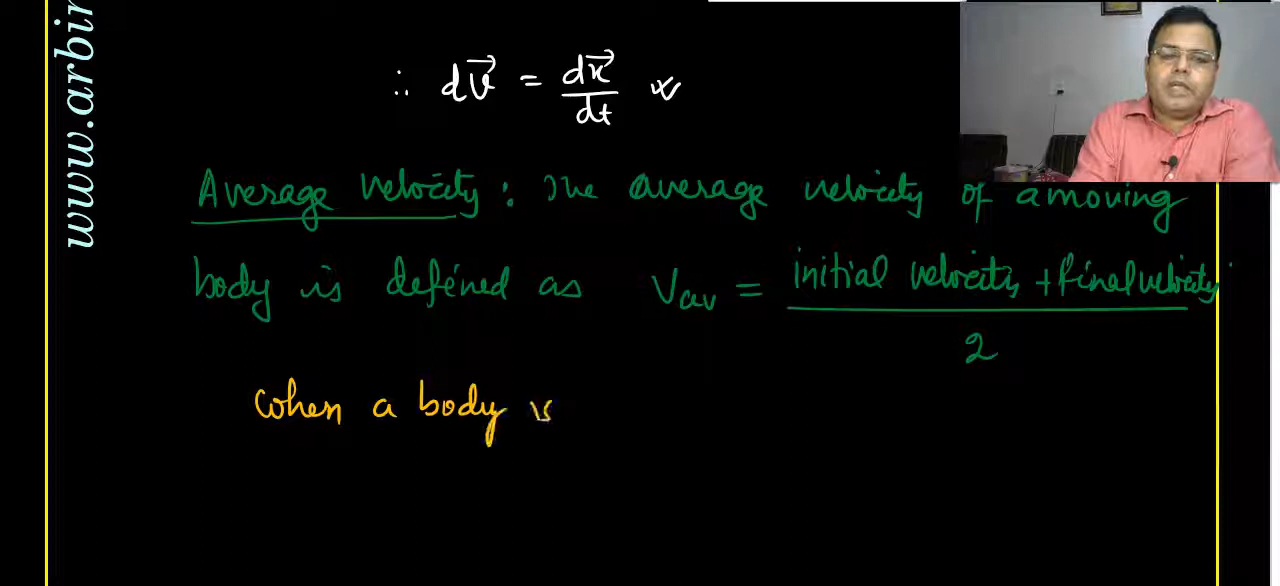 www.arbin
∴ dv⃗ = dx⃗/dt
Average velocity : The average velocity of a moving
body is defined as Vav = initial velocity + final velocity / 2
When a body is